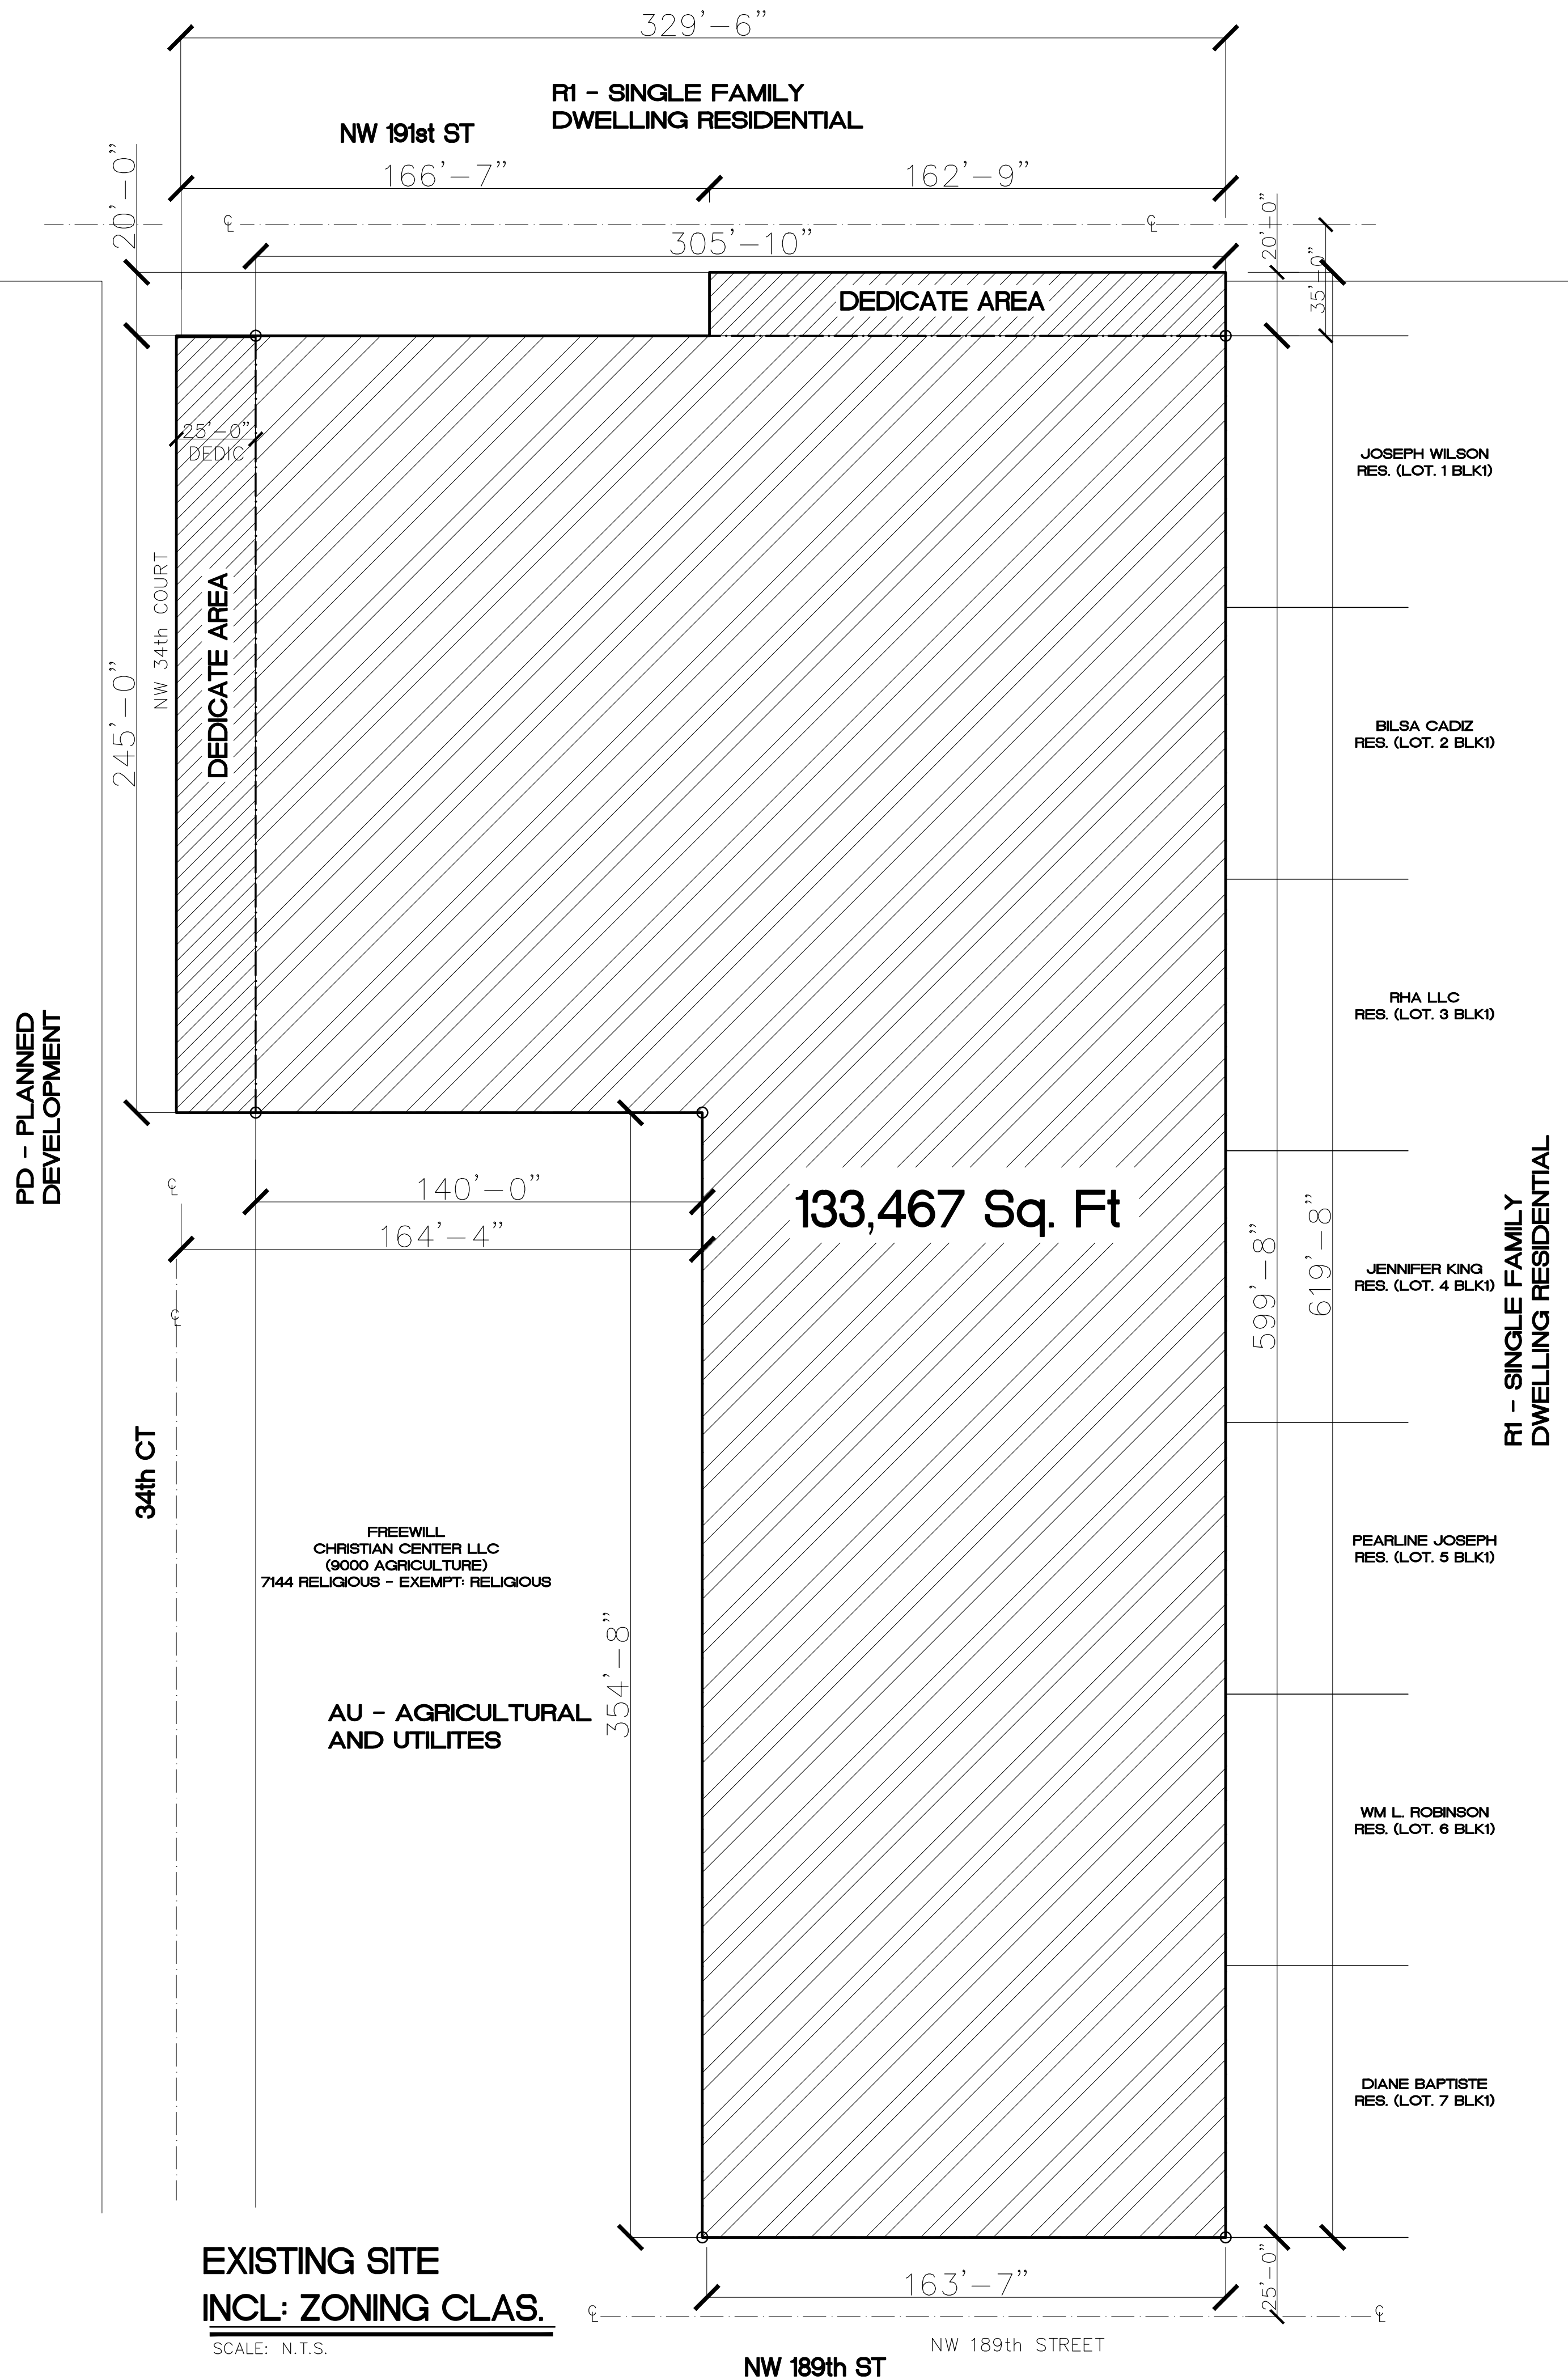 329'-6"
R1 - SINGLE FAMILY
DWELLING RESIDENTIAL
NW 191st ST
166'-7"
162'-9"
20'-0"
20'-0"
35'-0"
℄
℄
305'-10"
DEDICATE AREA
25'-0"
DEDIC
JOSEPH WILSON
RES. (LOT. 1 BLK1)
NW 34th COURT
DEDICATE AREA
245'-0"
BILSA CADIZ
RES. (LOT. 2 BLK1)
RHA LLC
RES. (LOT. 3 BLK1)
PD - PLANNED
DEVELOPMENT
℄
140'-0"
164'-4"
133,467 Sq. Ft
599'-8"
619'-8"
JENNIFER KING
RES. (LOT. 4 BLK1)
R1 - SINGLE FAMILY
DWELLING RESIDENTIAL
℄
34th CT
FREEWILL
CHRISTIAN CENTER LLC
(9000 AGRICULTURE)
7144 RELIGIOUS - EXEMPT: RELIGIOUS
PEARLINE JOSEPH
RES. (LOT. 5 BLK1)
354'-8"
AU - AGRICULTURAL
AND UTILITES
WM L. ROBINSON
RES. (LOT. 6 BLK1)
DIANE BAPTISTE
RES. (LOT. 7 BLK1)
EXISTING SITE
INCL: ZONING CLAS.
SCALE: N.T.S.
163'-7"
25'-0"
℄
℄
NW 189th STREET
NW 189th ST